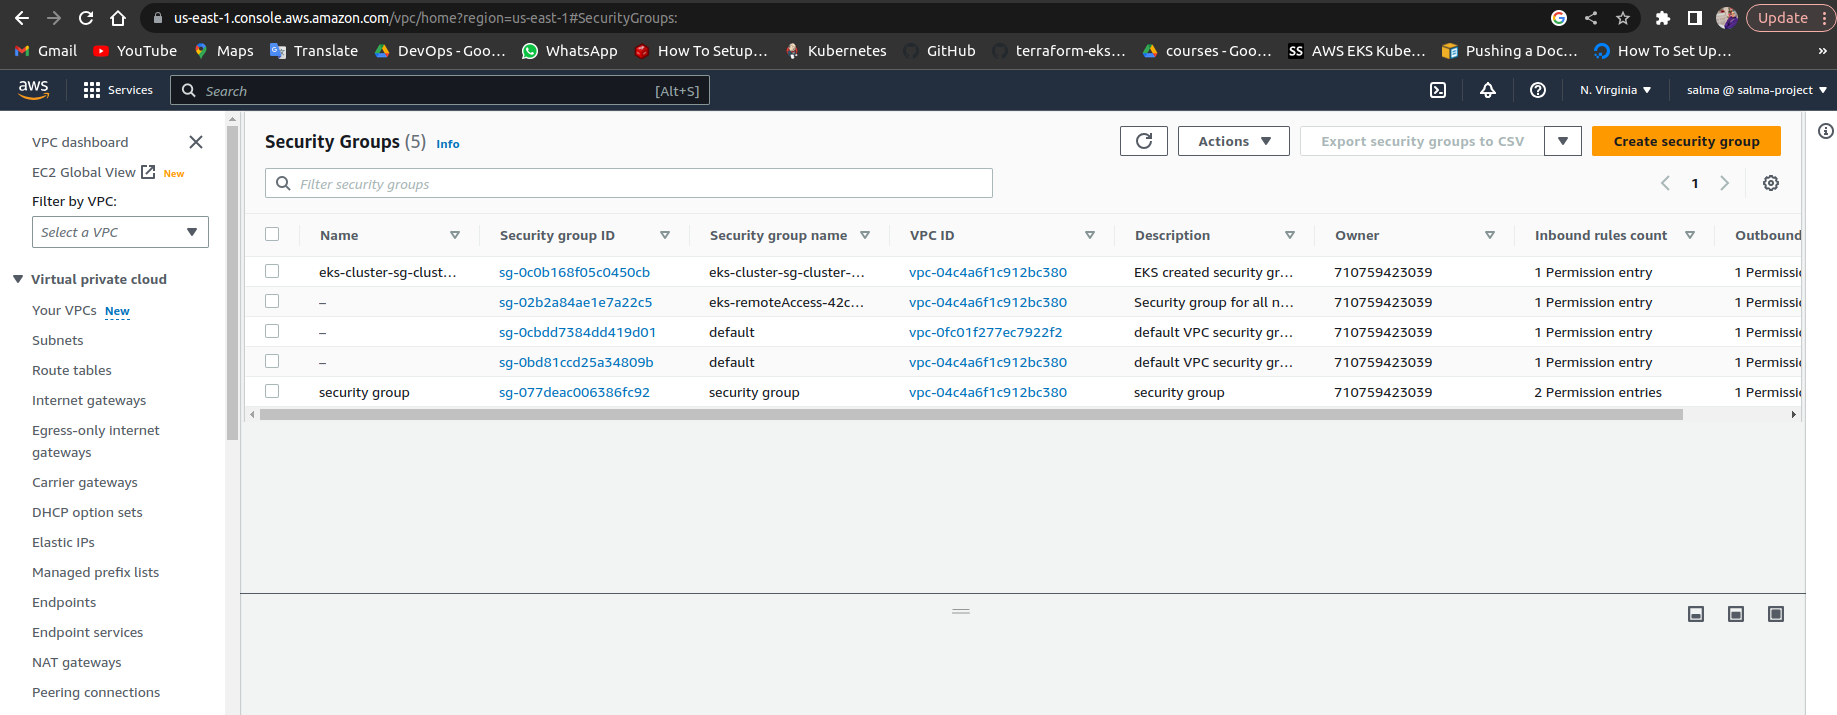 us-east-1.console.aws.amazon.com/vpc/home?region=us-east-1#SecurityGroups:
Update
Gmail YouTube Maps Translate DevOps - Goo... WhatsApp How To Setup... Kubernetes GitHub terraform-eks... courses - Goo... SS AWS EKS Kube... Pushing a Doc... How To Set Up... »
aws Services Search [Alt+S] N. Virginia salma @ salma-project
VPC dashboard
EC2 Global View New
Filter by VPC:
Select a VPC
Virtual private cloud
Your VPCs New
Subnets
Route tables
Internet gateways
Egress-only internet
gateways
Carrier gateways
DHCP option sets
Elastic IPs
Managed prefix lists
Endpoints
Endpoint services
NAT gateways
Peering connections
Security Groups (5) Info
Actions Export security groups to CSV Create security group
Filter security groups
1
Name Security group ID Security group name VPC ID Description Owner Inbound rules count Outbound
eks-cluster-sg-clust... sg-0c0b168f05c0450cb eks-cluster-sg-cluster-... vpc-04c4a6f1c912bc380 EKS created security gr... 710759423039 1 Permission entry 1 Permissi
– sg-02b2a84ae1e7a22c5 eks-remoteAccess-42c... vpc-04c4a6f1c912bc380 Security group for all n... 710759423039 1 Permission entry 1 Permissi
– sg-0cbdd7384dd419d01 default vpc-0fc01f277ec7922f2 default VPC security gr... 710759423039 1 Permission entry 1 Permissi
– sg-0bd81ccd25a34809b default vpc-04c4a6f1c912bc380 default VPC security gr... 710759423039 1 Permission entry 1 Permissi
security group sg-077deac006386fc92 security group vpc-04c4a6f1c912bc380 security group 710759423039 2 Permission entries 1 Permissi